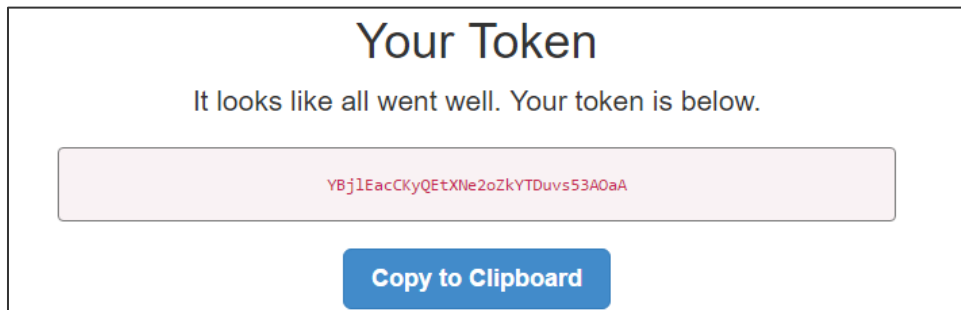 Your Token
It looks like all went well. Your token is below.
YBjlEacCKyQEtXNe2oZkYTDuvs53AOaA
Copy to Clipboard